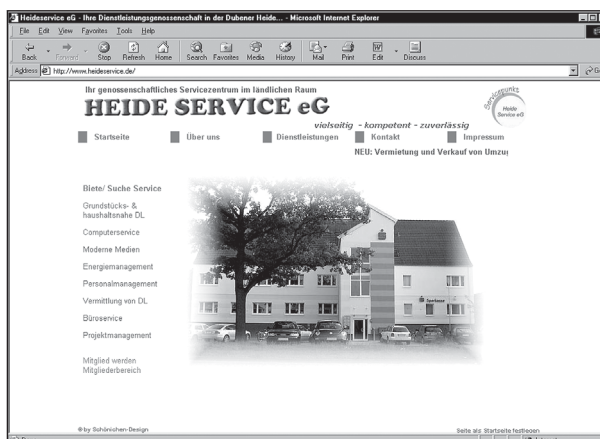 Heideservice eG - Ihre Dienstleistungsgenossenschaft in der Dubener Heide... - Microsoft Internet Explorer
File Edit View Favorites Tools Help
Back Forward Stop Refresh Home Search Favorites Media History Mail Print Edit Discuss
Address http://www.heideservice.de/
Ihr genossenschaftliches Servicezentrum im ländlichen Raum
HEIDE SERVICE eG
vielseitig - kompetent - zuverlässig
Servicepunkt
Heide
Service eG
Startseite Über uns Dienstleistungen Kontakt Impressum
NEU: Vermietung und Verkauf von Umzu
Biete/ Suche Service
Grundstücks- &
haushaltsnahe DL
Computerservice
Moderne Medien
Energiemanagement
Personalmanagement
Vermittlung von DL
Büroservice
Projektmanagement
Mitglied werden
Mitgliederbereich
Sparkasse
© by Schönichen-Design
Seite als Startseite festlegen